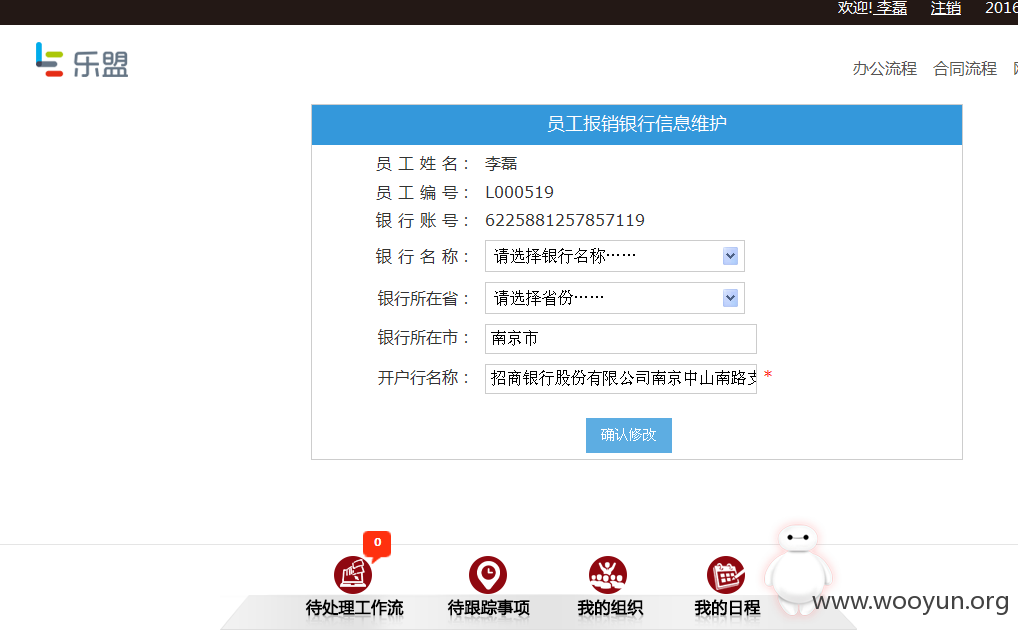 欢迎! 李磊 注销 2016
乐盟
办公流程 合同流程
员工报销银行信息维护
员工姓名： 李磊
员工编号： L000519
银行账号： 6225881257857119
银行名称： 请选择银行名称……
银行所在省： 请选择省份……
银行所在市： 南京市
开户行名称： 招商银行股份有限公司南京中山南路支 *
确认修改
0
待处理工作流 待跟踪事项 我的组织 我的日程
www.wooyun.org